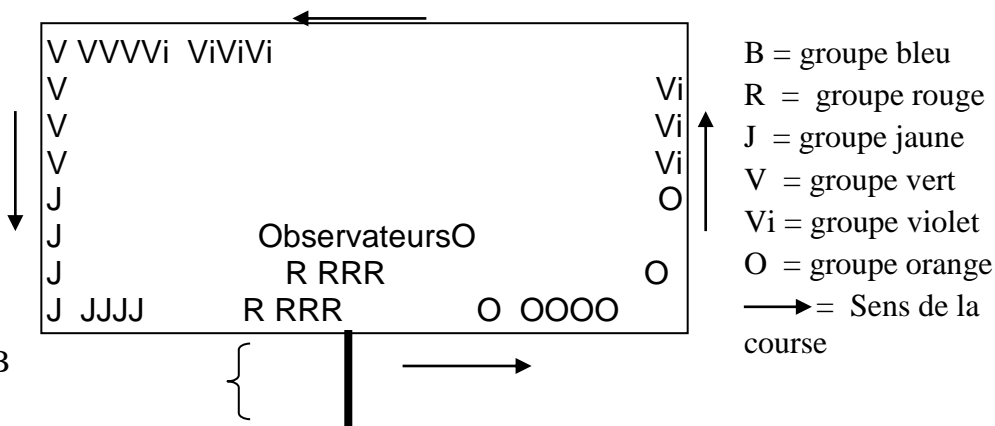 V VVVVi ViViVi
V Vi
V Vi
V Vi
J O
J ObservateursO
J R RRR O
J JJJJ R RRR O OOOO
B = groupe bleu
R = groupe rouge
J = groupe jaune
V = groupe vert
Vi = groupe violet
O = groupe orange
= Sens de la
course